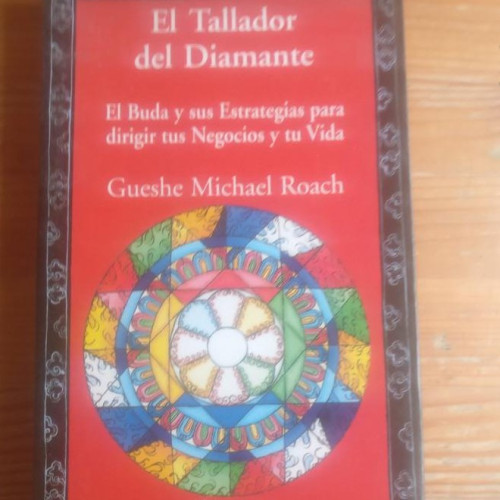 El Tallador
del Diamante
El Buda y sus Estrategias para
dirigir tus Negocios y tu Vida
Gueshe Michael Roach